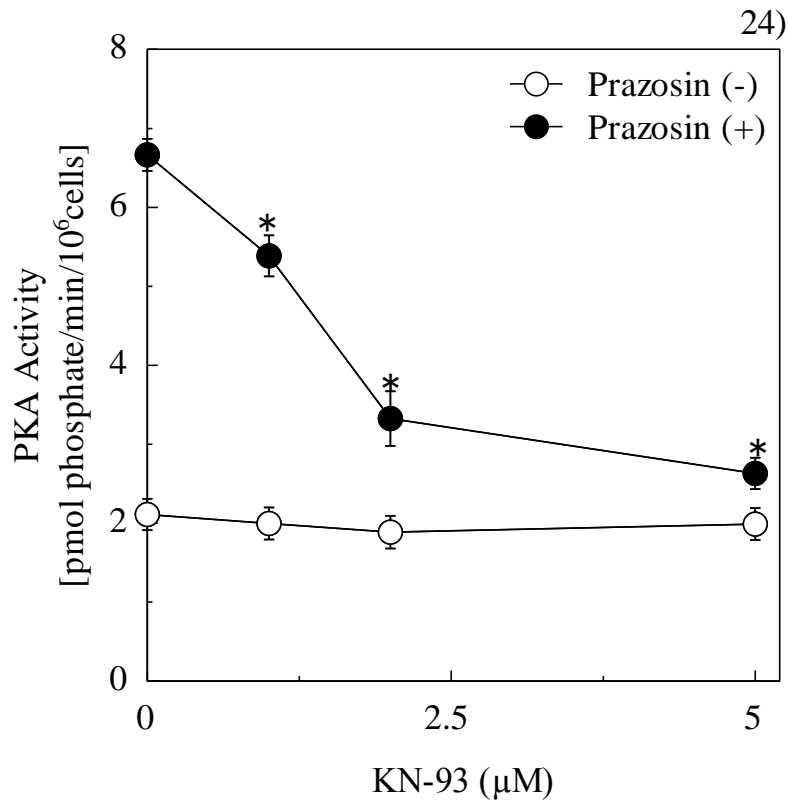 24)
8
Prazosin (-)
Prazosin (+)
6
*
4
*
*
2
0
PKA Activity
[pmol phosphate/min/10⁶cells]
0 2.5 5
KN-93 (µM)